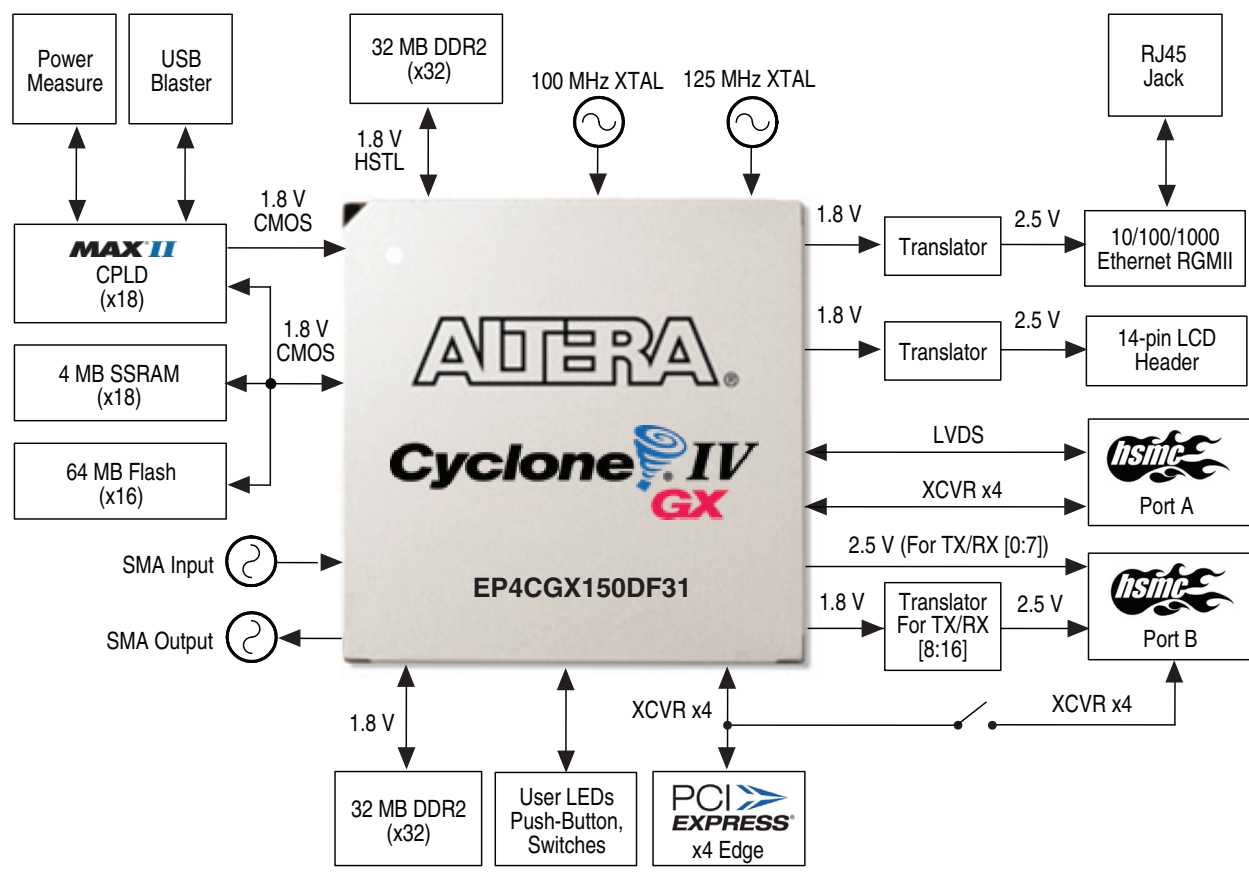 Power
Measure
USB
Blaster
32 MB DDR2
(x32)
100 MHz XTAL
125 MHz XTAL
RJ45
Jack
1.8 V
HSTL
1.8 V
CMOS
MAX II
CPLD
(x18)
1.8 V
Translator
2.5 V
10/100/1000
Ethernet RGMII
1.8 V
CMOS
4 MB SSRAM
(x18)
64 MB Flash
(x16)
ALTERA®
Cyclone® IV
GX
EP4CGX150DF31
1.8 V
Translator
2.5 V
14-pin LCD
Header
LVDS
XCVR x4
hsmc
Port A
SMA Input
SMA Output
2.5 V (For TX/RX [0:7])
1.8 V
Translator
For TX/RX
[8:16]
2.5 V
hsmc
Port B
1.8 V
XCVR x4
XCVR x4
32 MB DDR2
(x32)
User LEDs
Push-Button,
Switches
PCI
EXPRESS®
x4 Edge